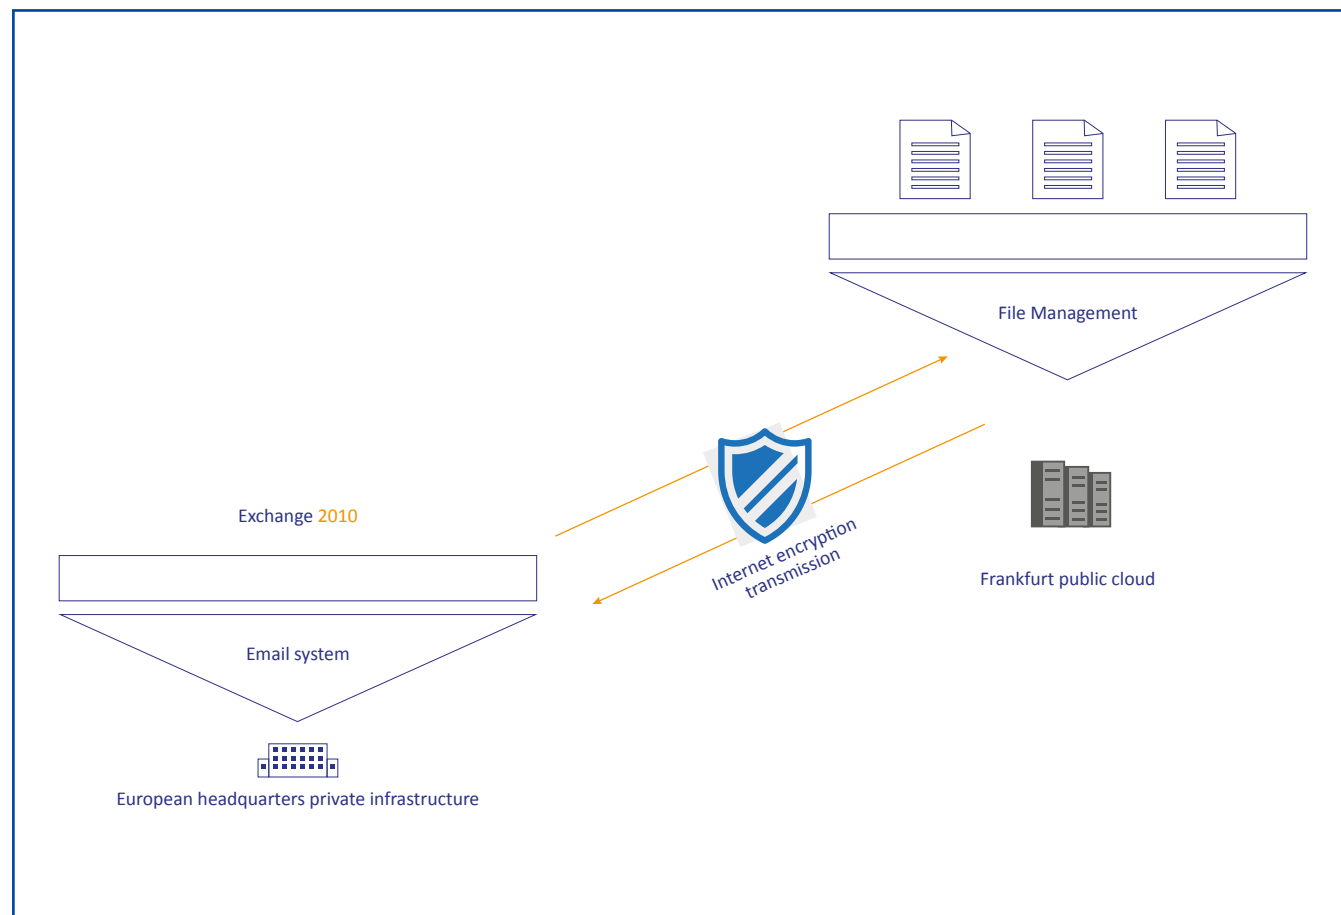 File Management
Internet encryption
transmission
Exchange 2010
Frankfurt public cloud
Email system
European headquarters private infrastructure